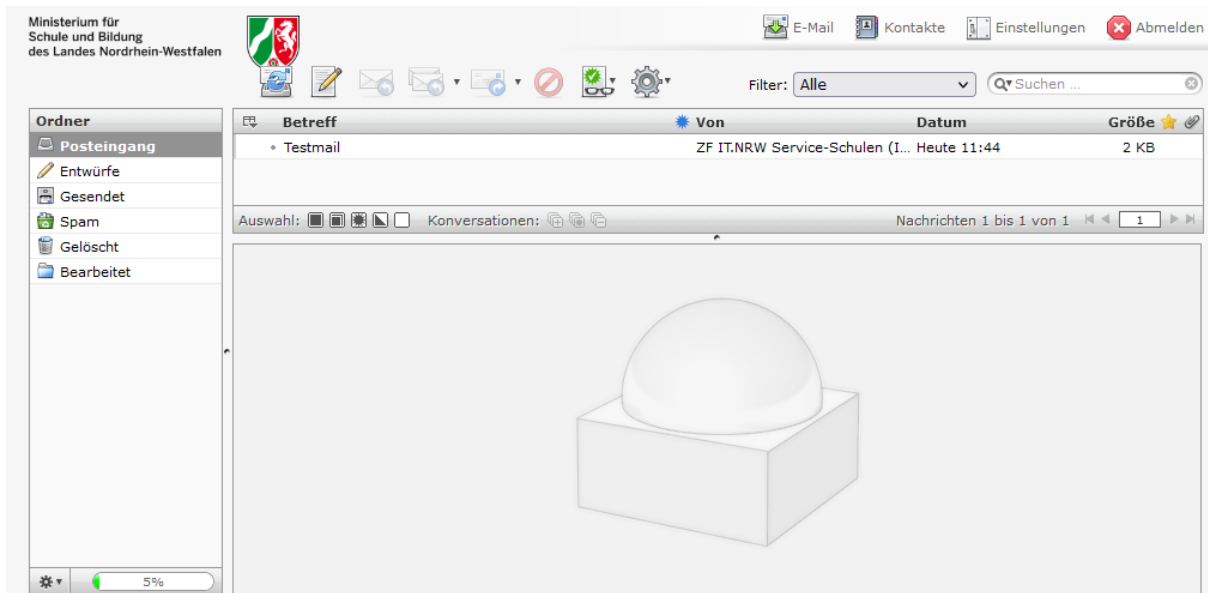 Ministerium für
Schule und Bildung
des Landes Nordrhein-Westfalen
E-Mail Kontakte Einstellungen Abmelden
Filter: Alle Suchen ...
Ordner
Posteingang
Entwürfe
Gesendet
Spam
Gelöscht
Bearbeitet
5%
Betreff Von Datum Größe
Testmail ZF IT.NRW Service-Schulen (I... Heute 11:44 2 KB
Auswahl: Konversationen: Nachrichten 1 bis 1 von 1 1